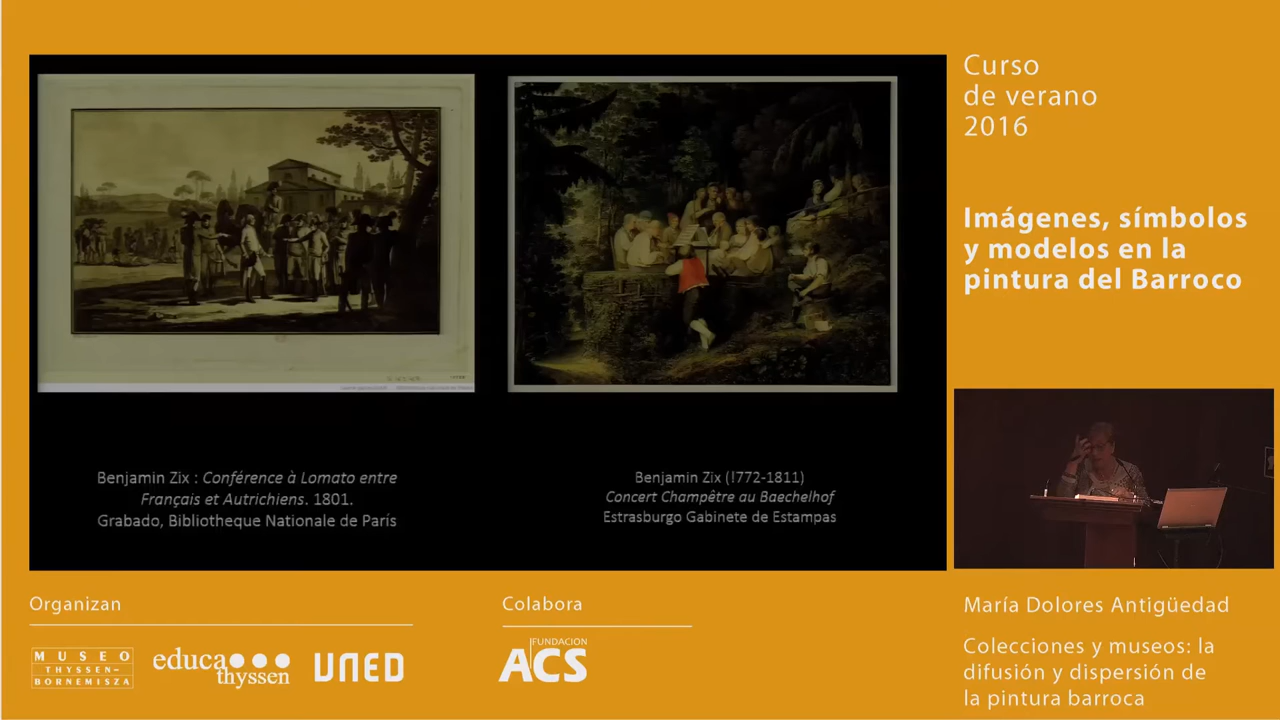 Curso
de verano
2016
Imágenes, símbolos
y modelos en la
pintura del Barroco
Benjamin Zix : Conférence à Lomato entre
Français et Autrichiens. 1801.
Grabado, Bibliotheque Nationale de París
Benjamin Zix (!772-1811)
Concert Champêtre au Baechelhof
Estrasburgo Gabinete de Estampas
Organizan
MUSEO
THYSSEN-
BORNEMISZA
educa
thyssen
UNED
Colabora
FUNDACION
ACS
María Dolores Antigüedad
Colecciones y museos: la
difusión y dispersión de
la pintura barroca